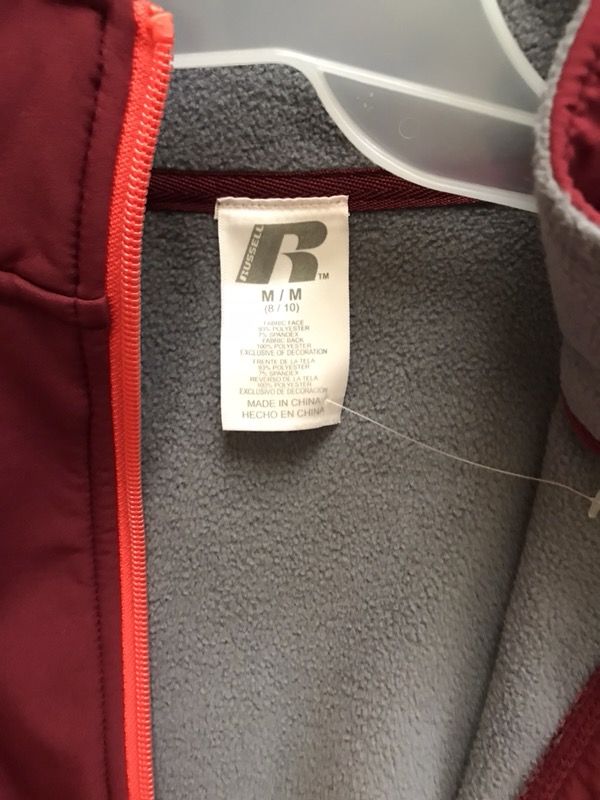 RUSSELL
R™
M / M
(8 / 10)
FABRIC FACE
93% POLYESTER
7% SPANDEX
FABRIC BACK
100% POLYESTER
EXCLUSIVE OF DECORATION
FRENTE DE LA TELA
93% POLYESTER
7% SPANDEX
REVERSO DE LA TELA
100% POLYESTER
EXCLUSIVO DE DECORACIÓN
MADE IN CHINA
HECHO EN CHINA